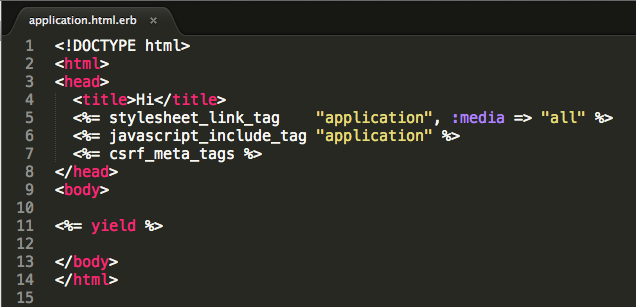 application.html.erb ×
1 <!DOCTYPE html>
2 <html>
3 <head>
4   <title>Hi</title>
5   <%= stylesheet_link_tag    "application", :media => "all" %>
6   <%= javascript_include_tag "application" %>
7   <%= csrf_meta_tags %>
8 </head>
9 <body>
10
11 <%= yield %>
12
13 </body>
14 </html>
15